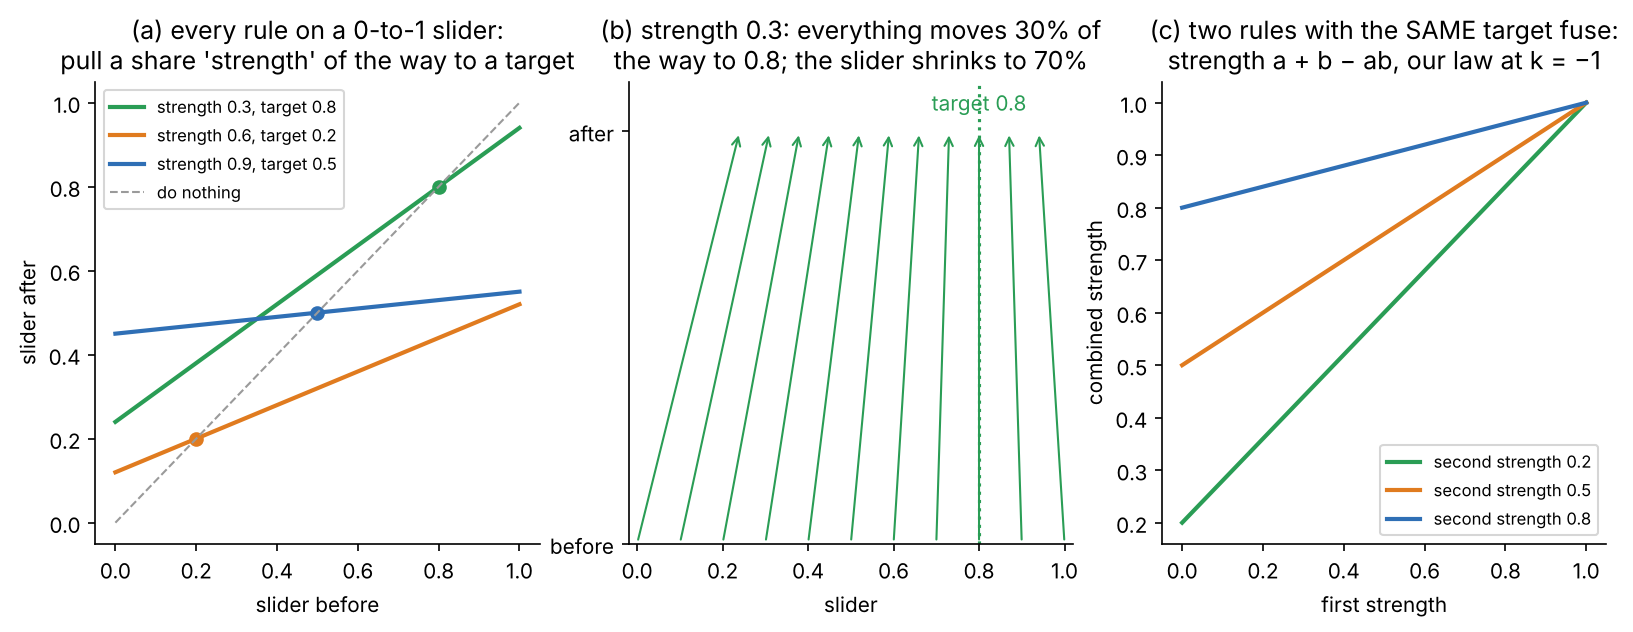 (a) every rule on a 0-to-1 slider:
pull a share 'strength' of the way to a target
strength 0.3, target 0.8
strength 0.6, target 0.2
strength 0.9, target 0.5
do nothing
slider after
1.0
0.8
0.6
0.4
0.2
0.0
0.0 0.2 0.4 0.6 0.8 1.0
slider before
(b) strength 0.3: everything moves 30% of
the way to 0.8; the slider shrinks to 70%
target 0.8
after
before
0.0 0.2 0.4 0.6 0.8 1.0
slider
(c) two rules with the SAME target fuse:
strength a + b − ab, our law at k = −1
combined strength
1.0
0.9
0.8
0.7
0.6
0.5
0.4
0.3
0.2
second strength 0.2
second strength 0.5
second strength 0.8
0.0 0.2 0.4 0.6 0.8 1.0
first strength